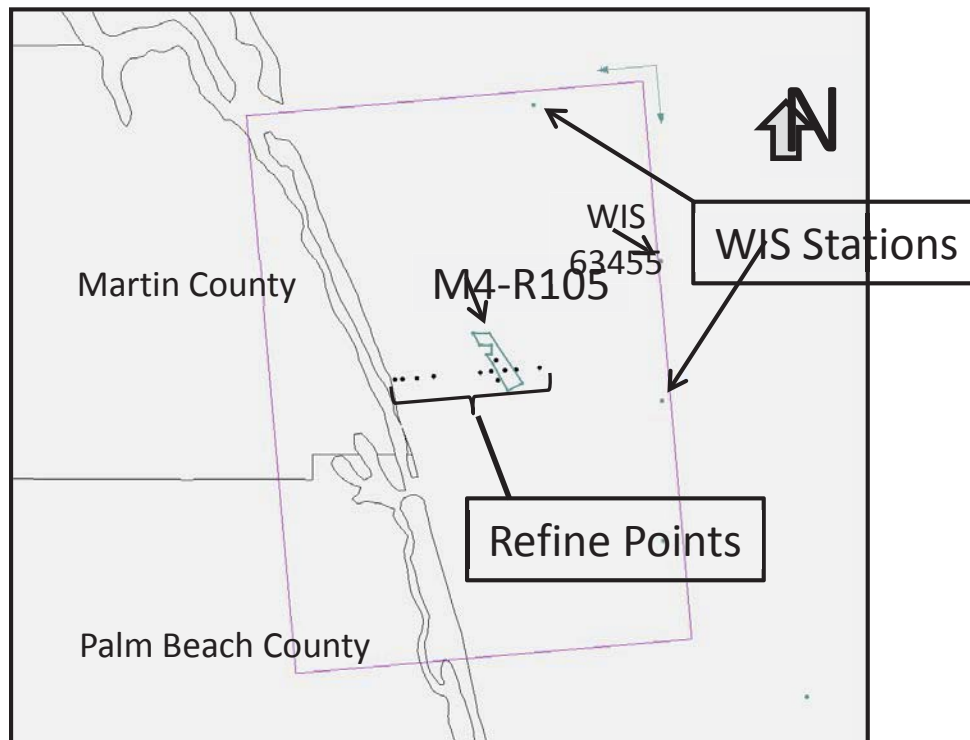 N
WIS
63455
WIS Stations
Martin County
M4-R105
Refine Points
Palm Beach County